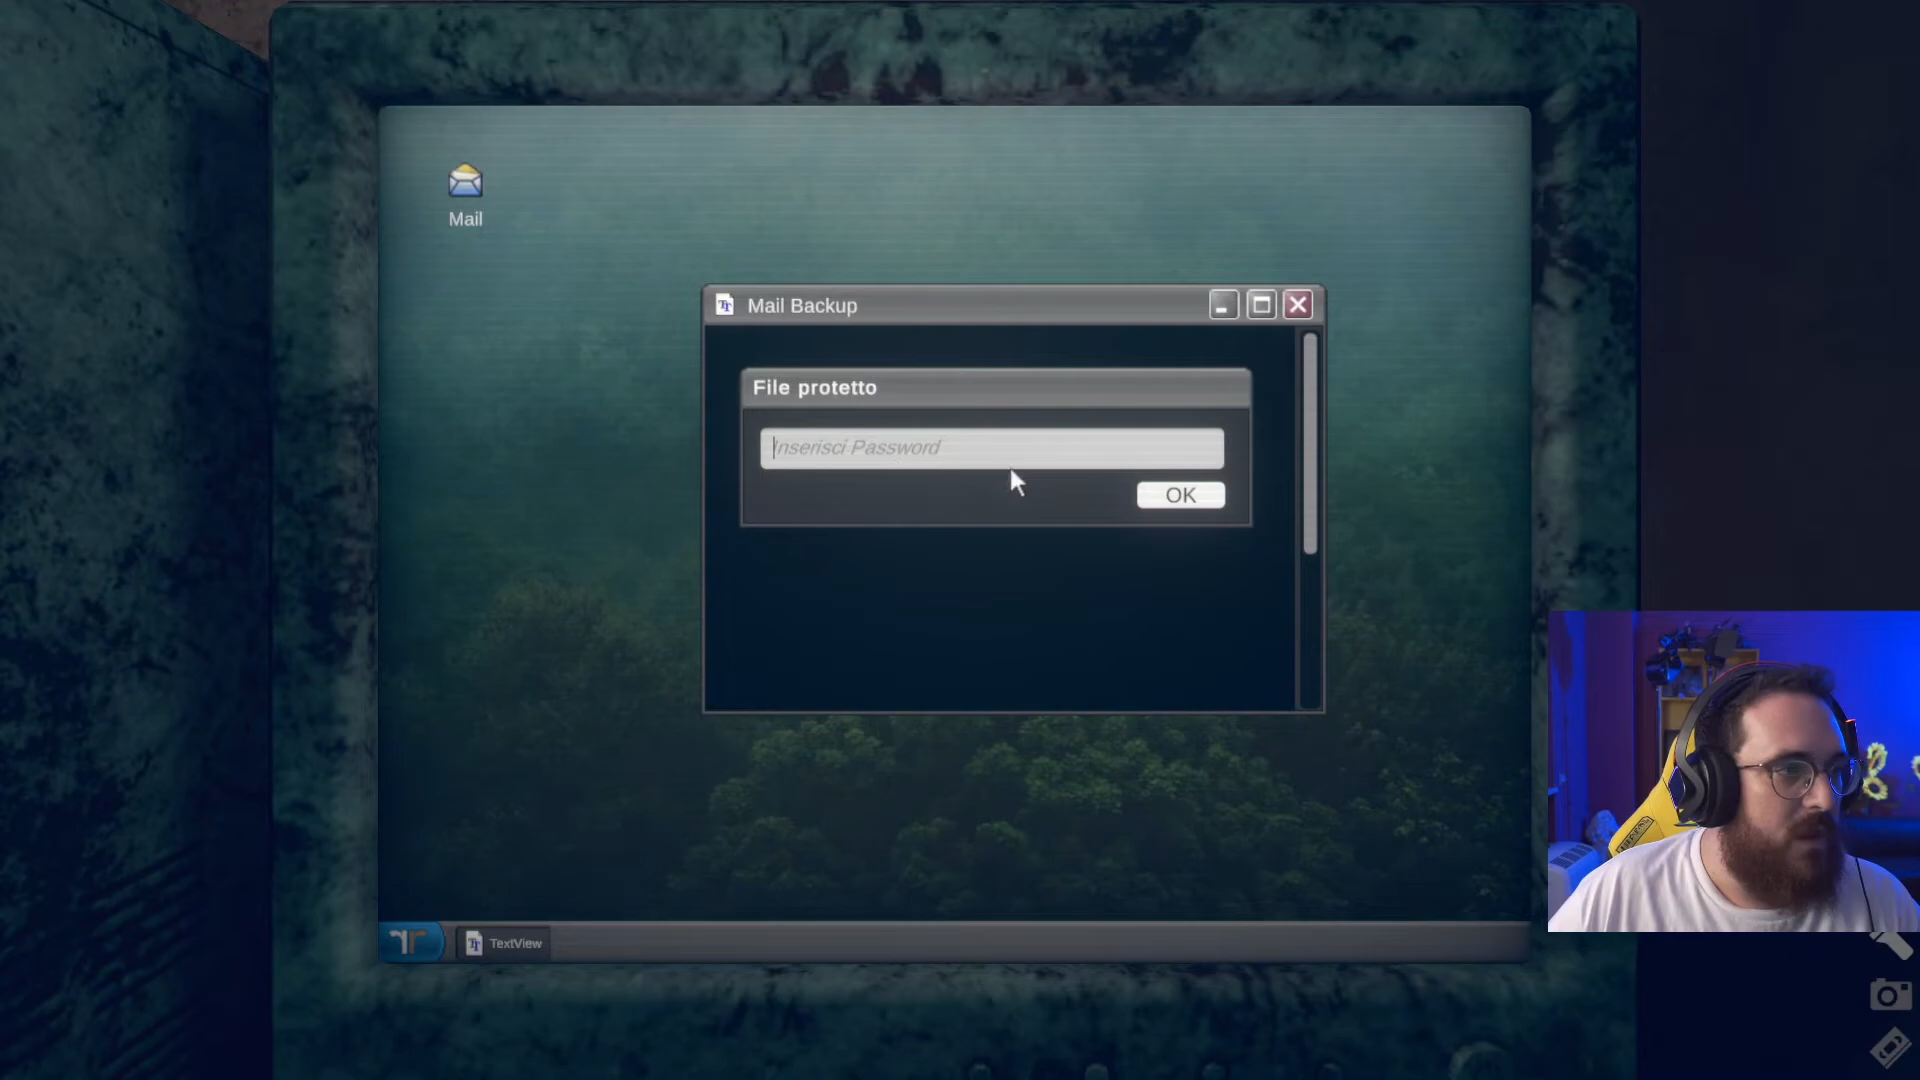 Mail
Mail Backup
File protetto
Inserisci Password
OK
TextView